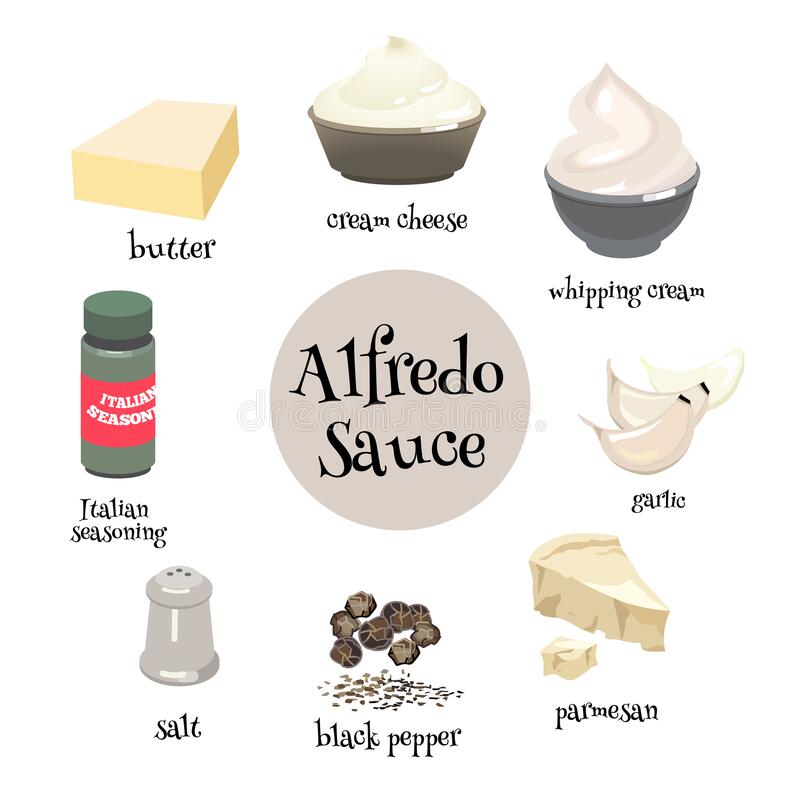 butter
cream cheese
whipping cream
ITALIAN
SEASONI
Alfredo
Sauce
Italian
seasoning
garlic
salt
black pepper
parmesan
dreamstime